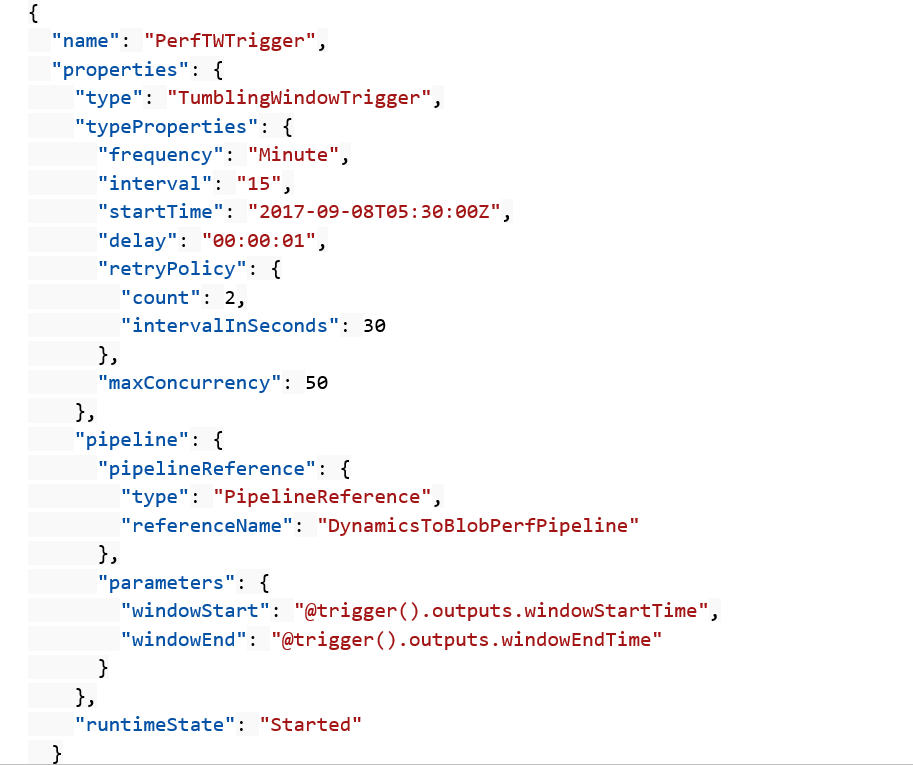 {
  "name": "PerfTWTrigger",
  "properties": {
    "type": "TumblingWindowTrigger",
    "typeProperties": {
      "frequency": "Minute",
      "interval": "15",
      "startTime": "2017-09-08T05:30:00Z",
      "delay": "00:00:01",
      "retryPolicy": {
        "count": 2,
        "intervalInSeconds": 30
      },
      "maxConcurrency": 50
    },
    "pipeline": {
      "pipelineReference": {
        "type": "PipelineReference",
        "referenceName": "DynamicsToBlobPerfPipeline"
      },
      "parameters": {
        "windowStart": "@trigger().outputs.windowStartTime",
        "windowEnd": "@trigger().outputs.windowEndTime"
      }
    },
    "runtimeState": "Started"
  }